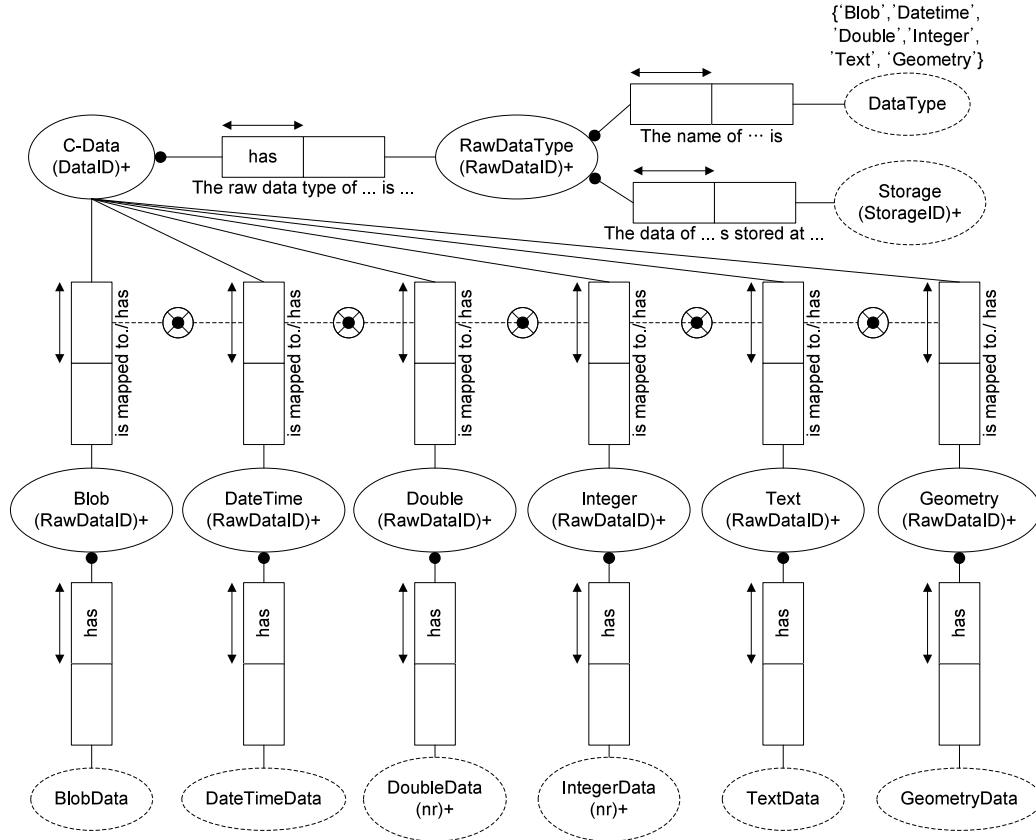 {‘Blob’,’Datetime’,
’Double’,’Integer’,
’Text’, ‘Geometry’}
DataType
The name of ··· is
C-Data
(DataID)+
has
The raw data type of ... is ...
RawDataType
(RawDataID)+
Storage
(StorageID)+
The data of ... s stored at ...
is mapped to./ has
is mapped to./ has
is mapped to./ has
is mapped to./ has
is mapped to./ has
is mapped to./ has
Blob
(RawDataID)+
DateTime
(RawDataID)+
Double
(RawDataID)+
Integer
(RawDataID)+
Text
(RawDataID)+
Geometry
(RawDataID)+
has
has
has
has
has
has
BlobData
DateTimeData
DoubleData
(nr)+
IntegerData
(nr)+
TextData
GeometryData